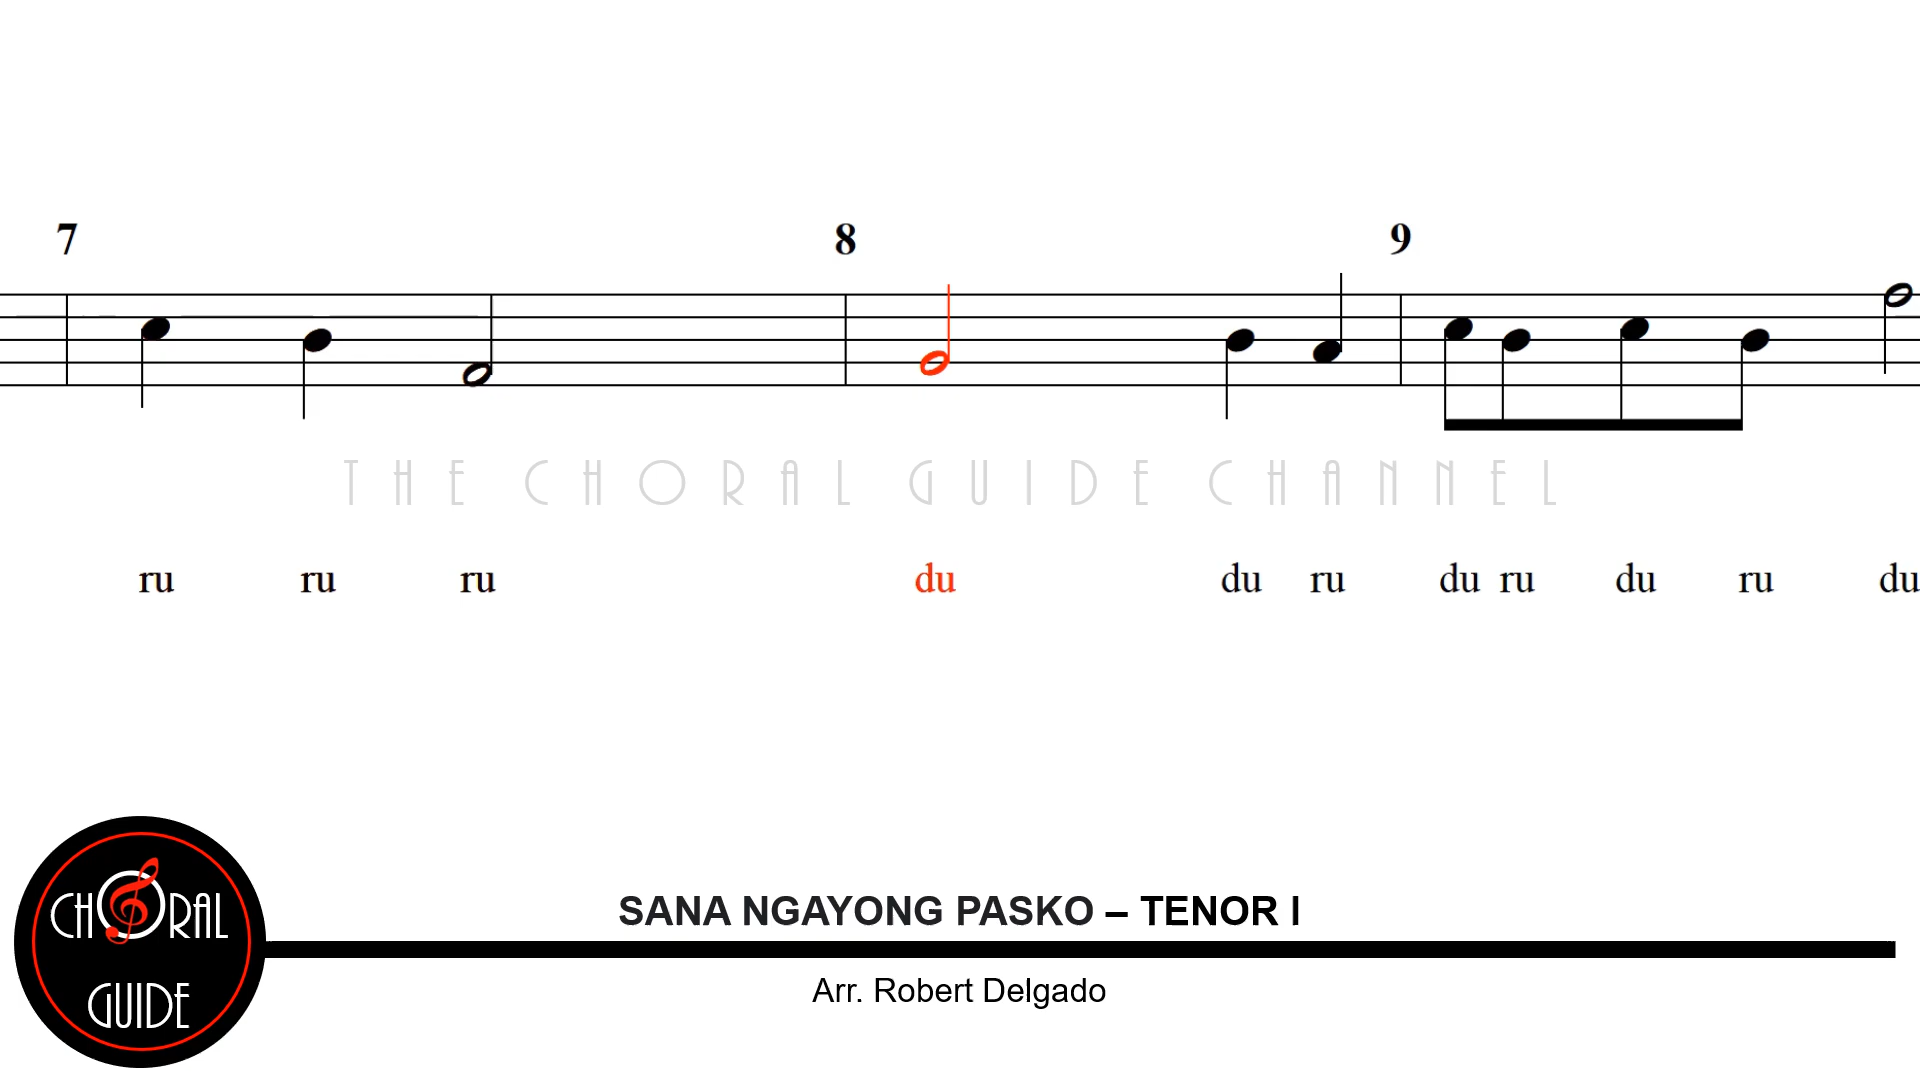 7 8 9
THE CHORAL GUIDE CHANNEL
ru ru ru du du ru du ru du ru du
CHORAL
GUIDE
SANA NGAYONG PASKO – TENOR I
Arr. Robert Delgado